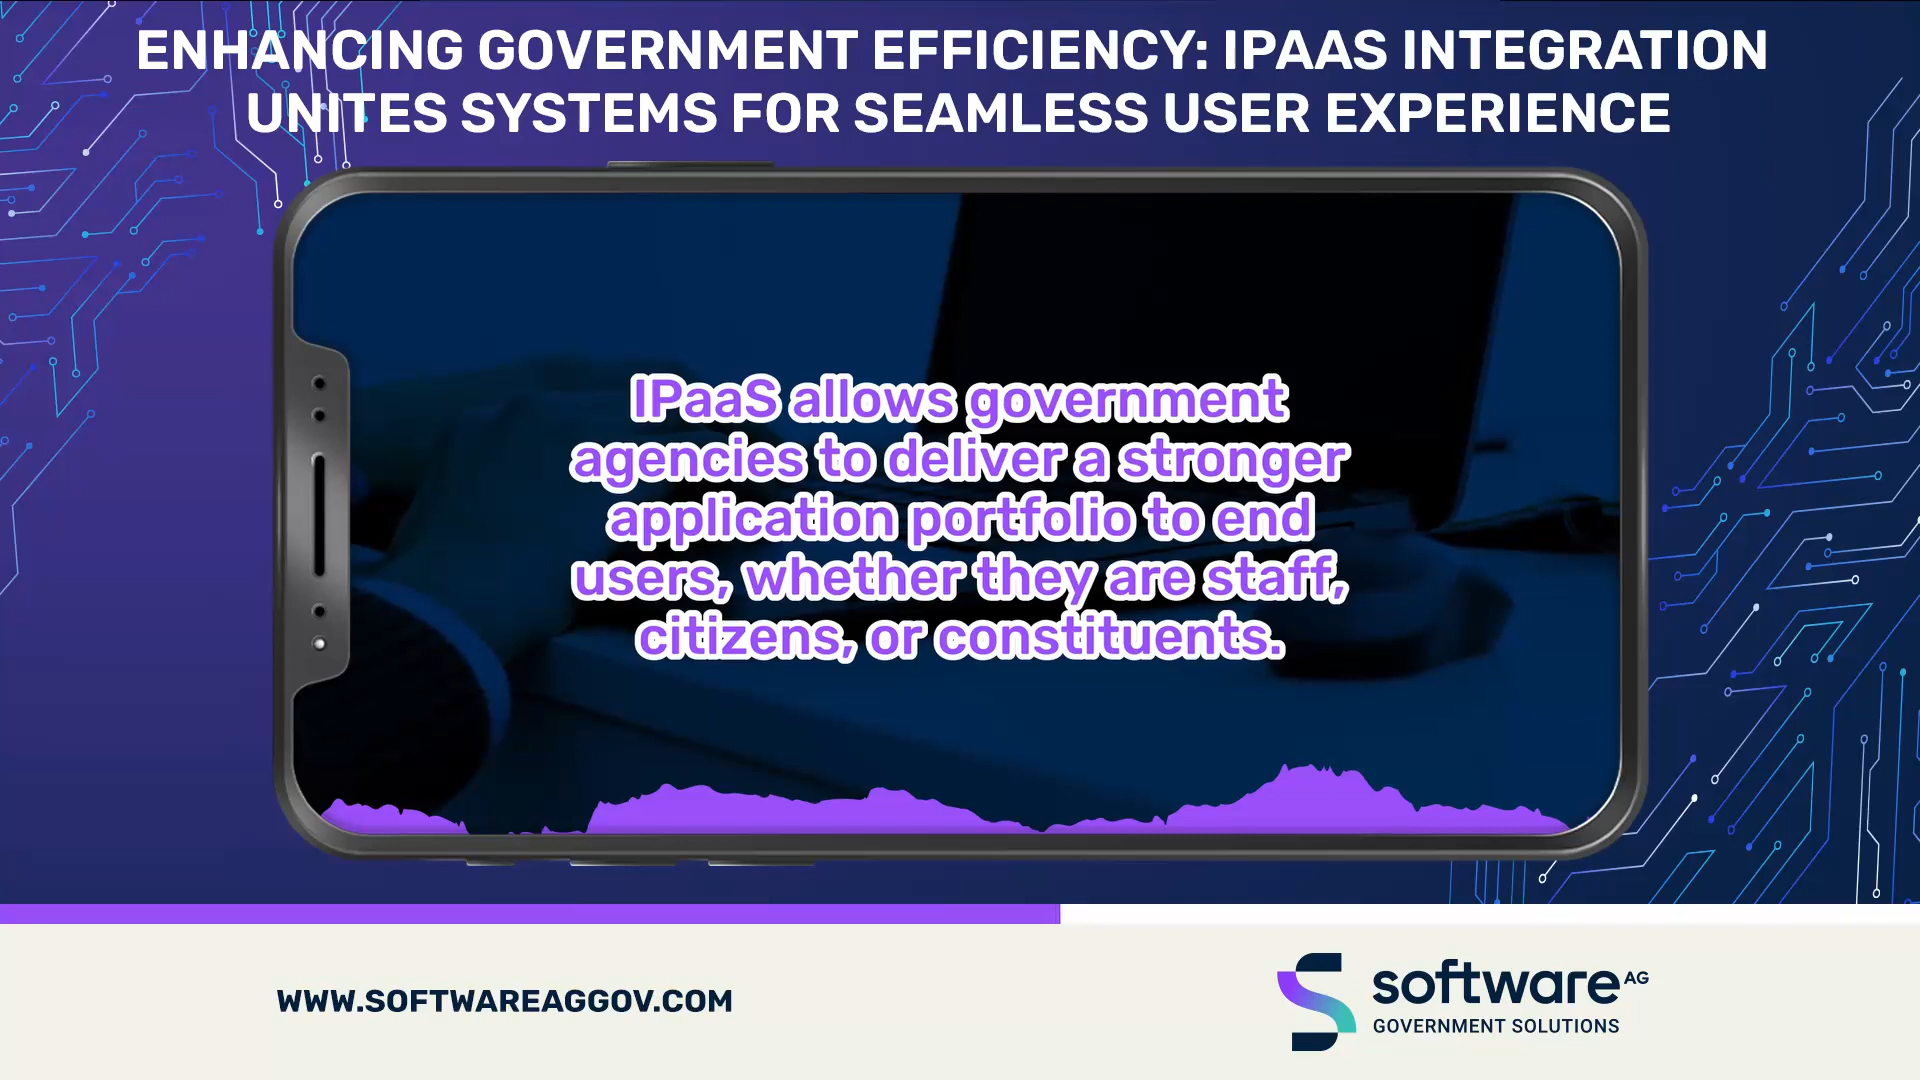 ENHANCING GOVERNMENT EFFICIENCY: IPAAS INTEGRATION
UNITES SYSTEMS FOR SEAMLESS USER EXPERIENCE
IPaaS allows government
agencies to deliver a stronger
application portfolio to end
users, whether they are staff,
citizens, or constituents.
WWW.SOFTWAREAGGOV.COM
software AG
GOVERNMENT SOLUTIONS